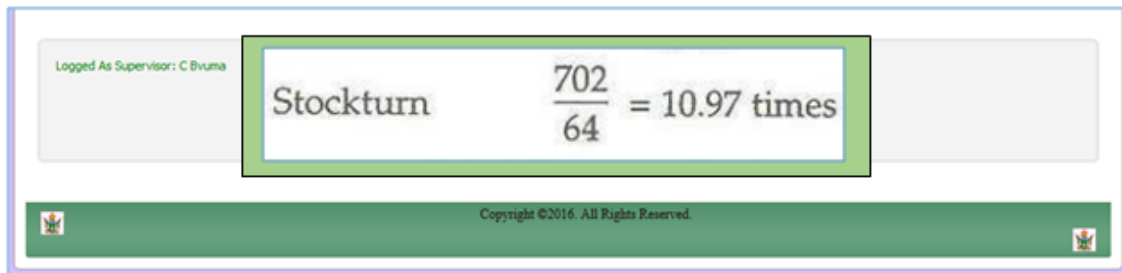 Logged As Supervisor: C Bvuma
Stockturn 702/64 = 10.97 times
Copyright ©2016. All Rights Reserved.